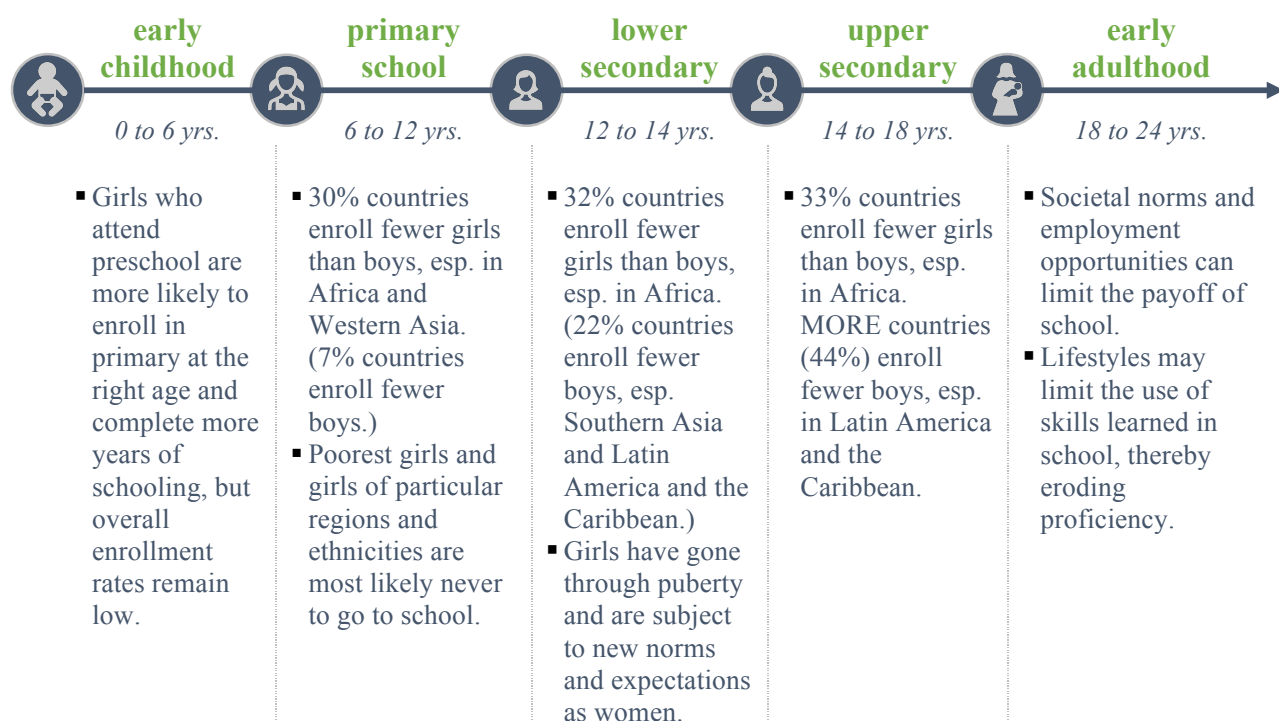 early
childhood
primary
school
lower
secondary
upper
secondary
early
adulthood
0 to 6 yrs.
6 to 12 yrs.
12 to 14 yrs.
14 to 18 yrs.
18 to 24 yrs.
▪ Girls who
attend
preschool are
more likely to
enroll in
primary at the
right age and
complete more
years of
schooling, but
overall
enrollment
rates remain
low.
▪ 30% countries
enroll fewer girls
than boys, esp. in
Africa and
Western Asia.
(7% countries
enroll fewer
boys.)
▪ Poorest girls and
girls of particular
regions and
ethnicities are
most likely never
to go to school.
▪ 32% countries
enroll fewer
girls than boys,
esp. in Africa.
(22% countries
enroll fewer
boys, esp.
Southern Asia
and Latin
America and the
Caribbean.)
▪ Girls have gone
through puberty
and are subject
to new norms
and expectations
as women.
▪ 33% countries
enroll fewer girls
than boys, esp.
in Africa.
MORE countries
(44%) enroll
fewer boys, esp.
in Latin America
and the
Caribbean.
▪ Societal norms and
employment
opportunities can
limit the payoff of
school.
▪ Lifestyles may
limit the use of
skills learned in
school, thereby
eroding
proficiency.